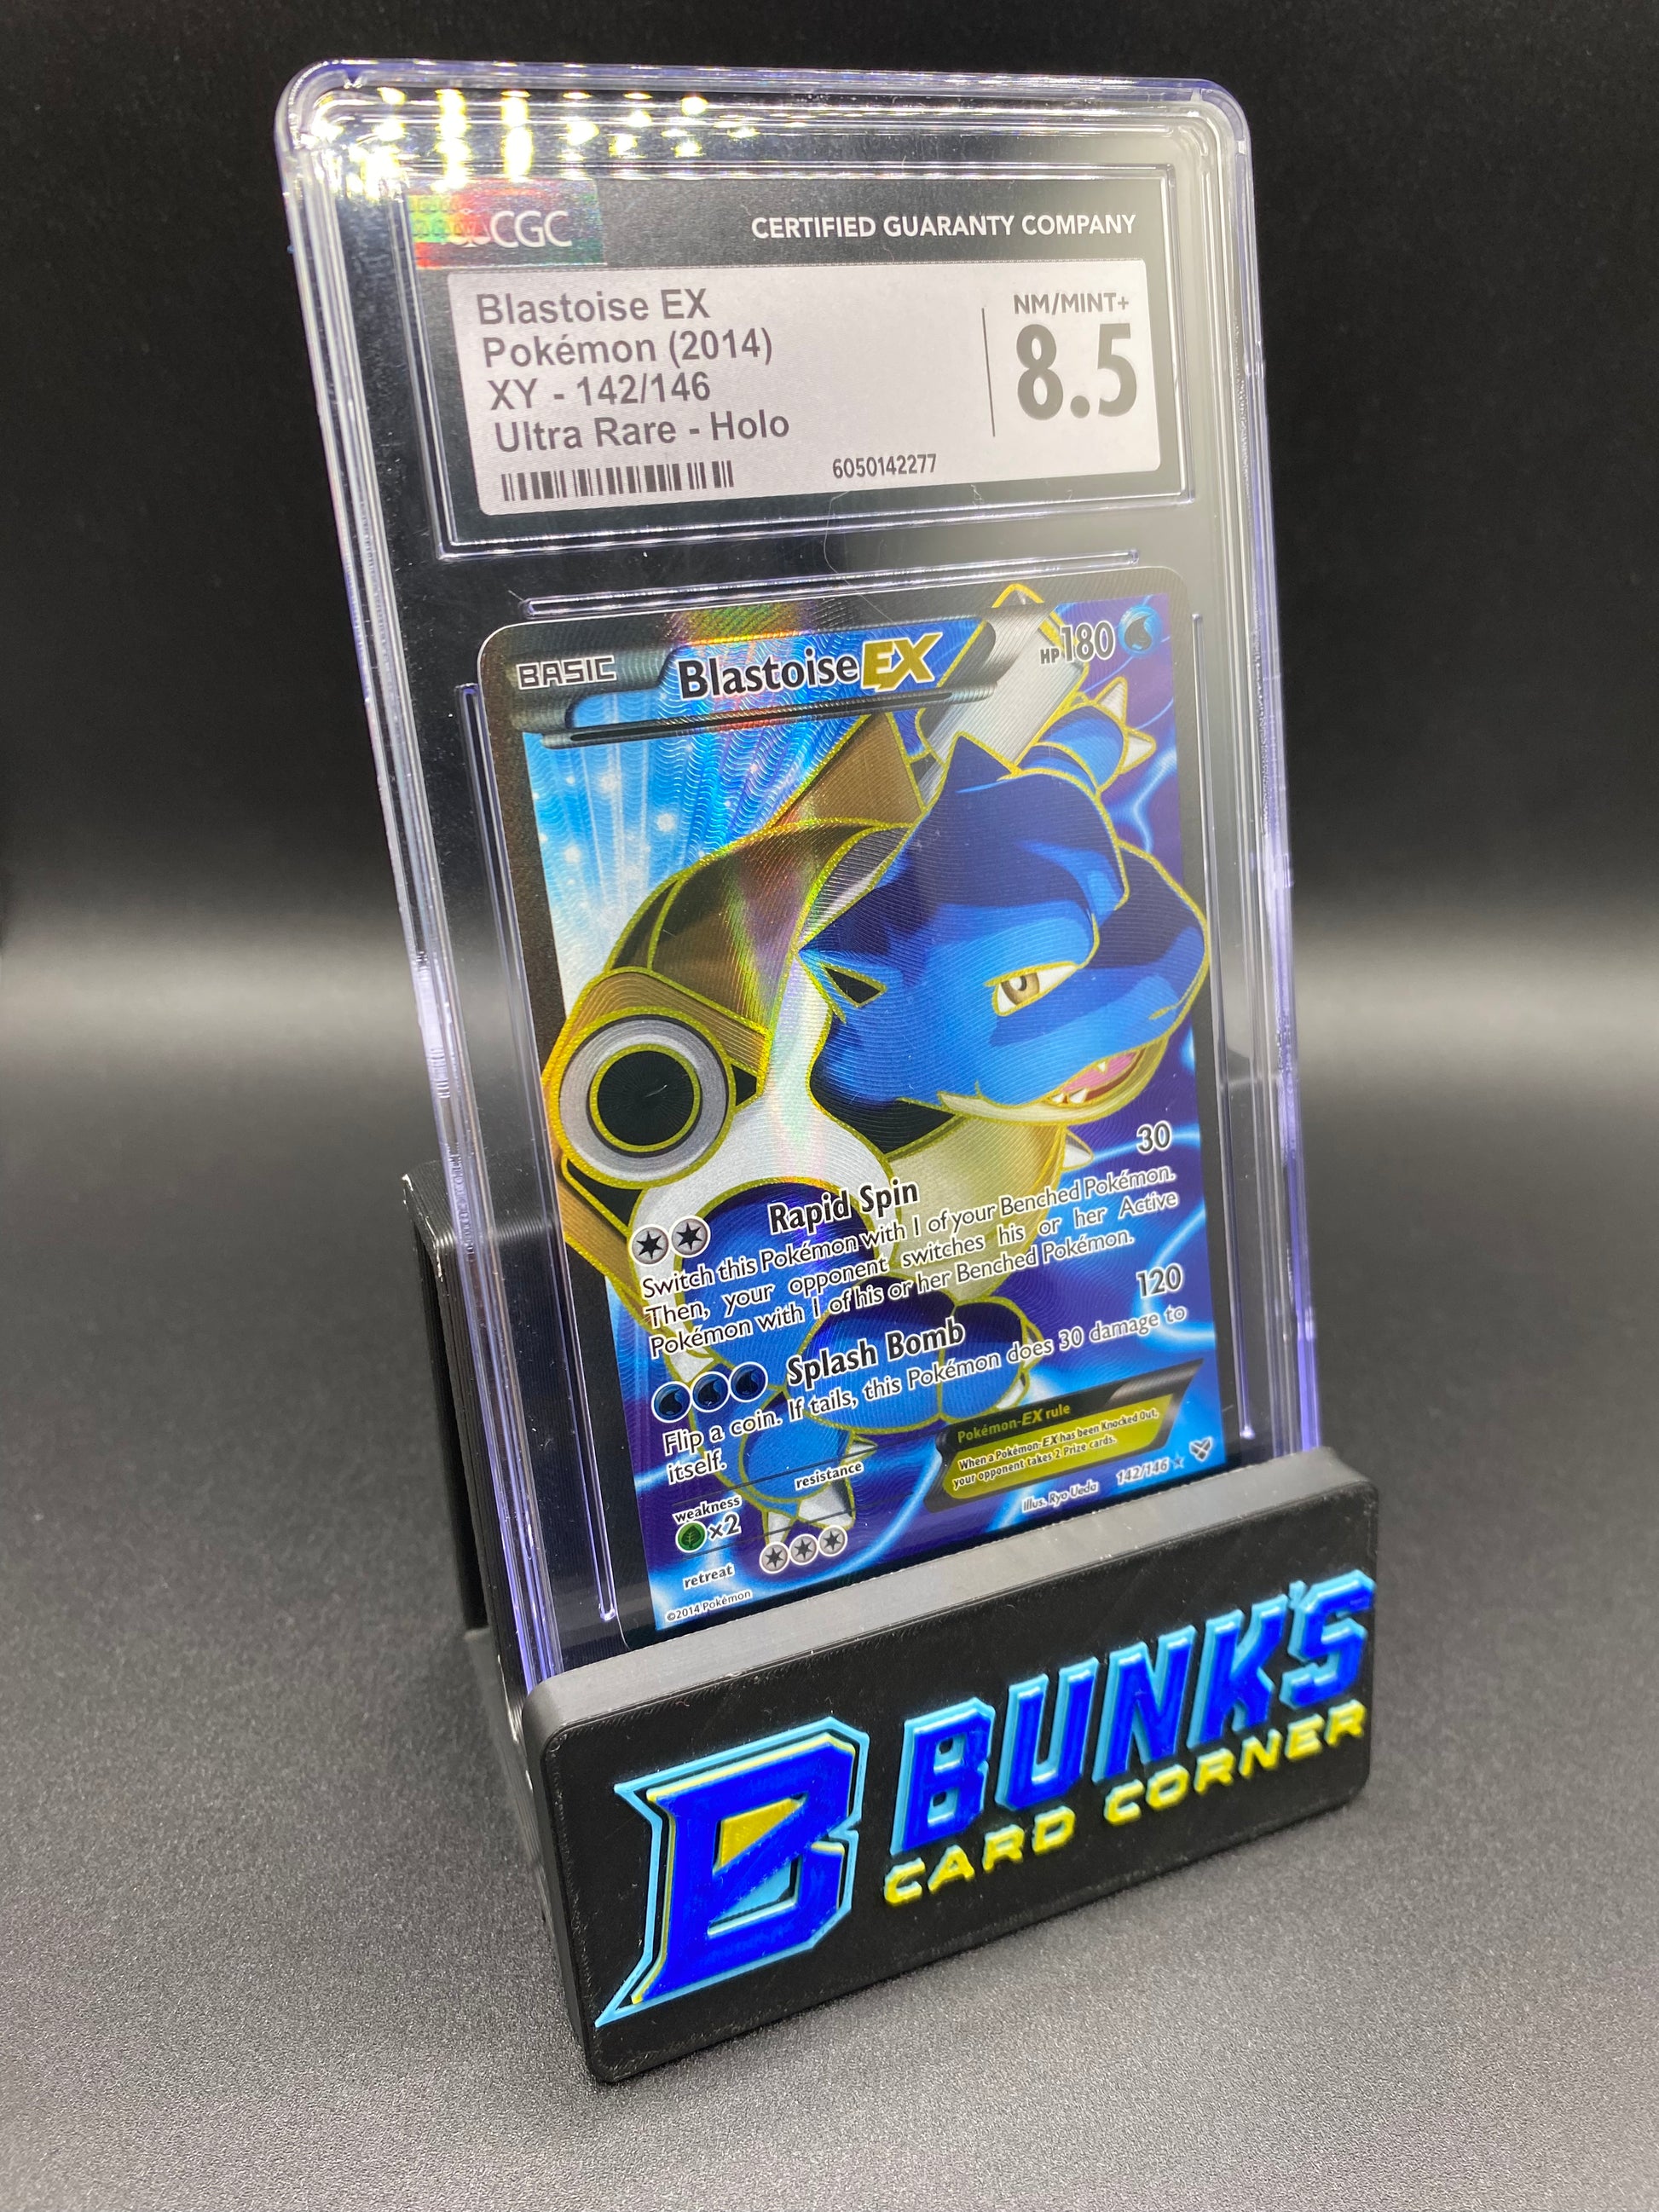 CGC
CERTIFIED GUARANTY COMPANY
Blastoise EX
Pokémon (2014)
XY - 142/146
Ultra Rare - Holo
6050142277
NM/MINT+
8.5
BASIC
Blastoise EX
HP180
Rapid Spin 30
Switch this Pokémon with 1 of your Benched Pokémon.
Then, your opponent switches his or her Active
Pokémon with 1 of his or her Benched Pokémon.
Splash Bomb 120
Flip a coin. If tails, this Pokémon does 30 damage to
itself.
Pokémon-EX rule
When a Pokémon-EX has been Knocked Out,
your opponent takes 2 Prize cards.
weakness
×2
resistance
retreat
Illus. Ryo Ueda
142/146
©2014 Pokémon
B
BUNK'S
CARD CORNER